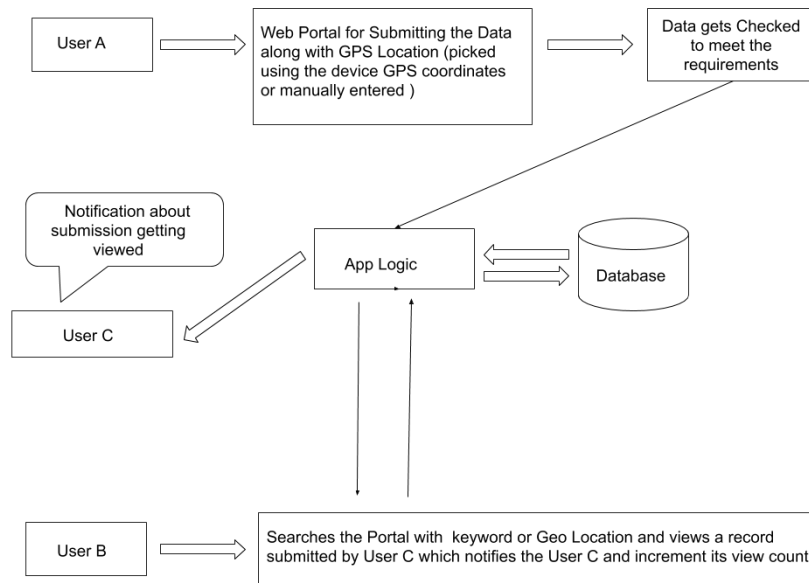 User A
Web Portal for Submitting the Data
along with GPS Location (picked
using the device GPS coordinates
or manually entered )
Data gets Checked
to meet the
requirements
Notification about
submission getting
viewed
App Logic
Database
User C
User B
Searches the Portal with keyword or Geo Location and views a record
submitted by User C which notifies the User C and increment its view count